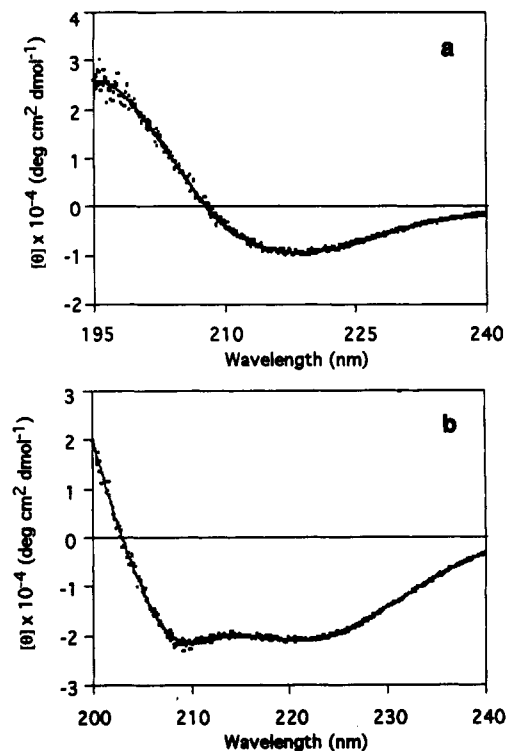 a
[θ] x 10⁻⁴ (deg cm² dmol⁻¹)
4
3
2
1
0
-1
-2
195 210 225 240
Wavelength (nm)
b
[θ] x 10⁻⁴ (deg cm² dmol⁻¹)
3
2
1
0
-1
-2
-3
200 210 220 230 240
Wavelength (nm)